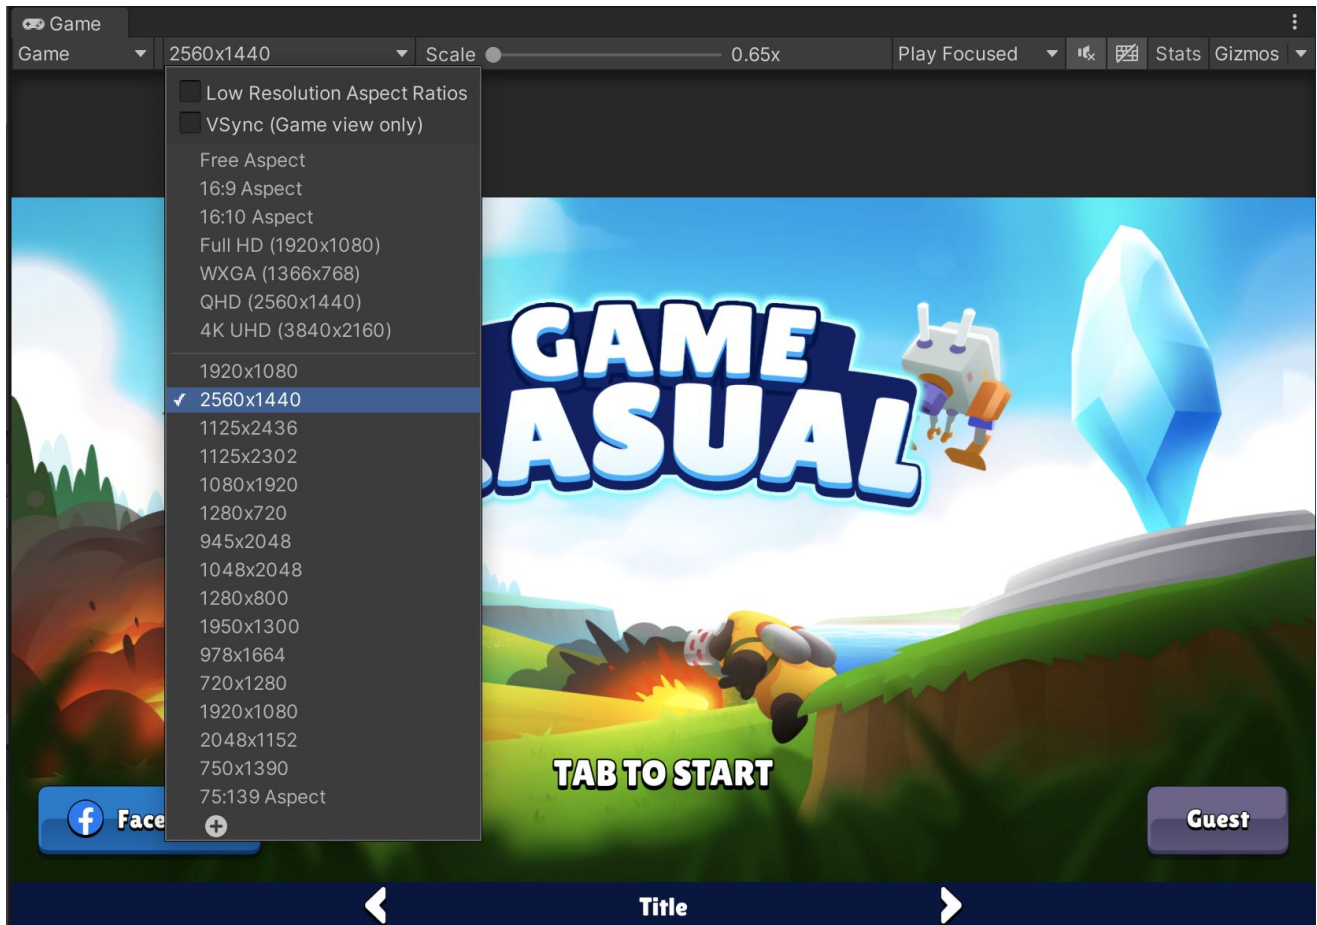 Game
Game 2560x1440 Scale 0.65x Play Focused Stats Gizmos
Low Resolution Aspect Ratios
VSync (Game view only)
Free Aspect
16:9 Aspect
16:10 Aspect
Full HD (1920x1080)
WXGA (1366x768)
QHD (2560x1440)
4K UHD (3840x2160)
1920x1080
2560x1440
1125x2436
1125x2302
1080x1920
1280x720
945x2048
1048x2048
1280x800
1950x1300
978x1664
720x1280
1920x1080
2048x1152
750x1390
75:139 Aspect
GAME
ASUAL
TAB TO START
Face
Guest
Title